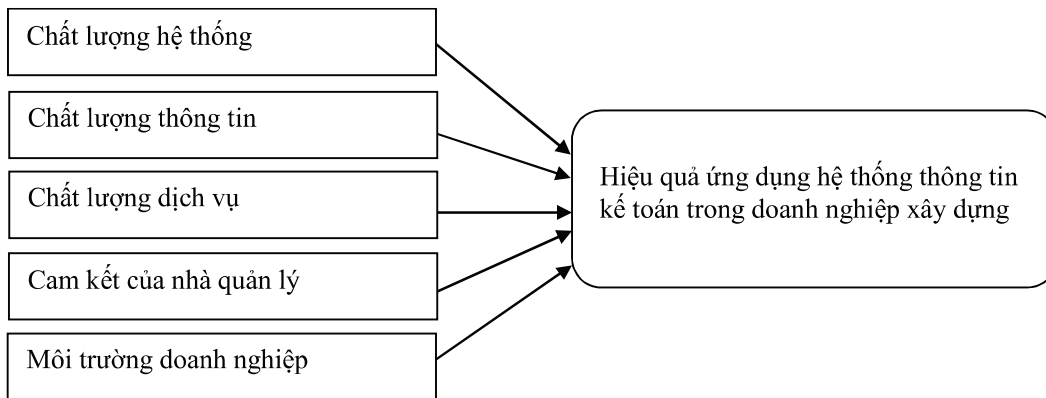 Chất lượng hệ thống
Chất lượng thông tin
Chất lượng dịch vụ
Cam kết của nhà quản lý
Môi trường doanh nghiệp
Hiệu quả ứng dụng hệ thống thông tin
kế toán trong doanh nghiệp xây dựng